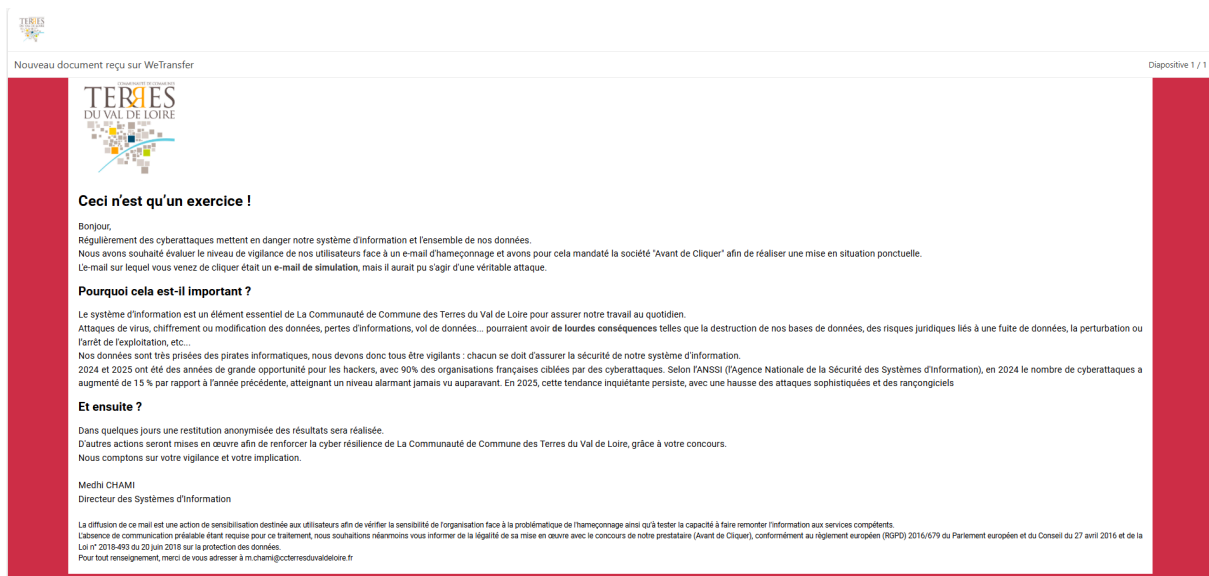 TERRES
DU VAL DE LOIRE
Nouveau document reçu sur WeTransfer
Diapositive 1 / 1
COMMUNAUTÉ DE COMMUNES
TERRES
DU VAL DE LOIRE
Ceci n'est qu'un exercice !
Bonjour,
Régulièrement des cyberattaques mettent en danger notre système d'information et l'ensemble de nos données.
Nous avons souhaité évaluer le niveau de vigilance de nos utilisateurs face à un e-mail d'hameçonnage et avons pour cela mandaté la société "Avant de Cliquer" afin de réaliser une mise en situation ponctuelle.
L'e-mail sur lequel vous venez de cliquer était un e-mail de simulation, mais il aurait pu s'agir d'une véritable attaque.
Pourquoi cela est-il important ?
Le système d'information est un élément essentiel de La Communauté de Commune des Terres du Val de Loire pour assurer notre travail au quotidien.
Attaques de virus, chiffrement ou modification des données, pertes d'informations, vol de données... pourraient avoir de lourdes conséquences telles que la destruction de nos bases de données, des risques juridiques liés à une fuite de données, la perturbation ou
l'arrêt de l'exploitation, etc...
Nos données sont très prisées des pirates informatiques, nous devons donc tous être vigilants : chacun se doit d'assurer la sécurité de notre système d'information.
2024 et 2025 ont été des années de grande opportunité pour les hackers, avec 90% des organisations françaises ciblées par des cyberattaques. Selon l'ANSSI (l'Agence Nationale de la Sécurité des Systèmes d'Information), en 2024 le nombre de cyberattaques a
augmenté de 15 % par rapport à l'année précédente, atteignant un niveau alarmant jamais vu auparavant. En 2025, cette tendance inquiétante persiste, avec une hausse des attaques sophistiquées et des rançongiciels
Et ensuite ?
Dans quelques jours une restitution anonymisée des résultats sera réalisée.
D'autres actions seront mises en œuvre afin de renforcer la cyber résilience de La Communauté de Commune des Terres du Val de Loire, grâce à votre concours.
Nous comptons sur votre vigilance et votre implication.
Medhi CHAMI
Directeur des Systèmes d'Information
La diffusion de ce mail est une action de sensibilisation destinée aux utilisateurs afin de vérifier la sensibilité de l'organisation face à la problématique de l'hameçonnage ainsi qu'à tester la capacité à faire remonter l'information aux services compétents.
L'absence de communication préalable étant requise pour ce traitement, nous souhaitions néanmoins vous informer de la légalité de sa mise en œuvre avec le concours de notre prestataire (Avant de Cliquer), conformément au règlement européen (RGPD) 2016/679 du Parlement européen et du Conseil du 27 avril 2016 et de la
Loi n° 2018-493 du 20 juin 2018 sur la protection des données.
Pour tout renseignement, merci de vous adresser à m.chami@ccterresduvaldeloire.fr